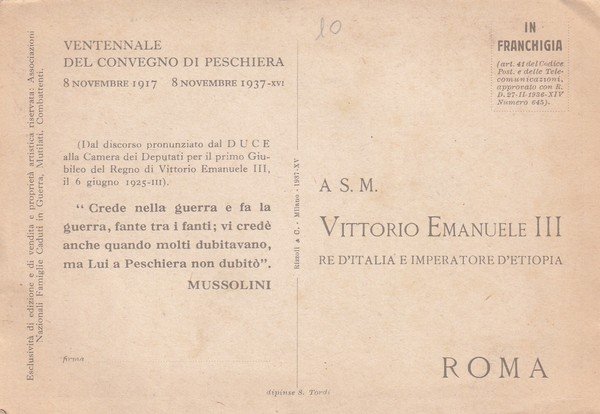 10
IN
FRANCHIGIA
(art. 41 del Codice
Post. e delle Tele-
comunicazioni,
approvato con R.
D. 27-II-1936-XIV
Numero 645).
VENTENNALE
DEL CONVEGNO DI PESCHIERA
8 NOVEMBRE 1917 8 NOVEMBRE 1937-XVI
(Dal discorso pronunziato dal DUCE
alla Camera dei Deputati per il primo Giu-
bileo del Regno di Vittorio Emanuele III,
il 6 giugno 1925-III).
"Crede nella guerra e fa la
guerra, fante tra i fanti; vi credè
anche quando molti dubitavano,
ma Lui a Peschiera non dubitò".
MUSSOLINI
firma
Esclusività di edizione e di vendita e proprietà artistica riservata: Associazioni
Nazionali Famiglie Caduti in Guerra, Mutilati, Combattenti.
Rizzoli & C. - Milano - 1937-XV
A S. M.
VITTORIO EMANUELE III
RE D'ITALIA E IMPERATORE D'ETIOPIA
ROMA
dipinse S. Tordi